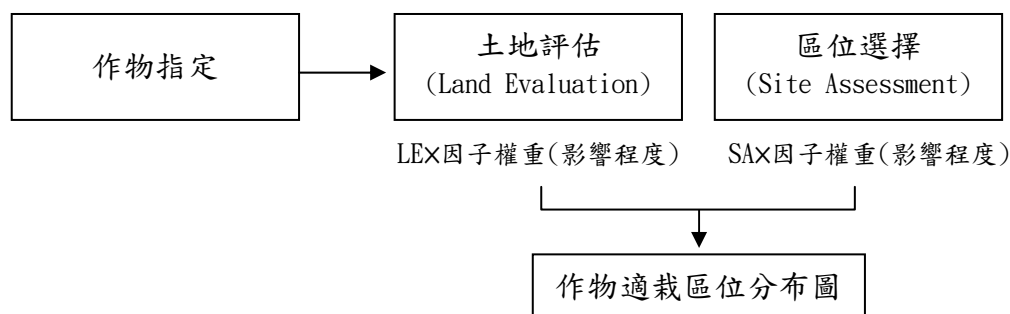 作物指定
土地評估
(Land Evaluation)
區位選擇
(Site Assessment)
LE×因子權重(影響程度)
SA×因子權重(影響程度)
作物適栽區位分布圖